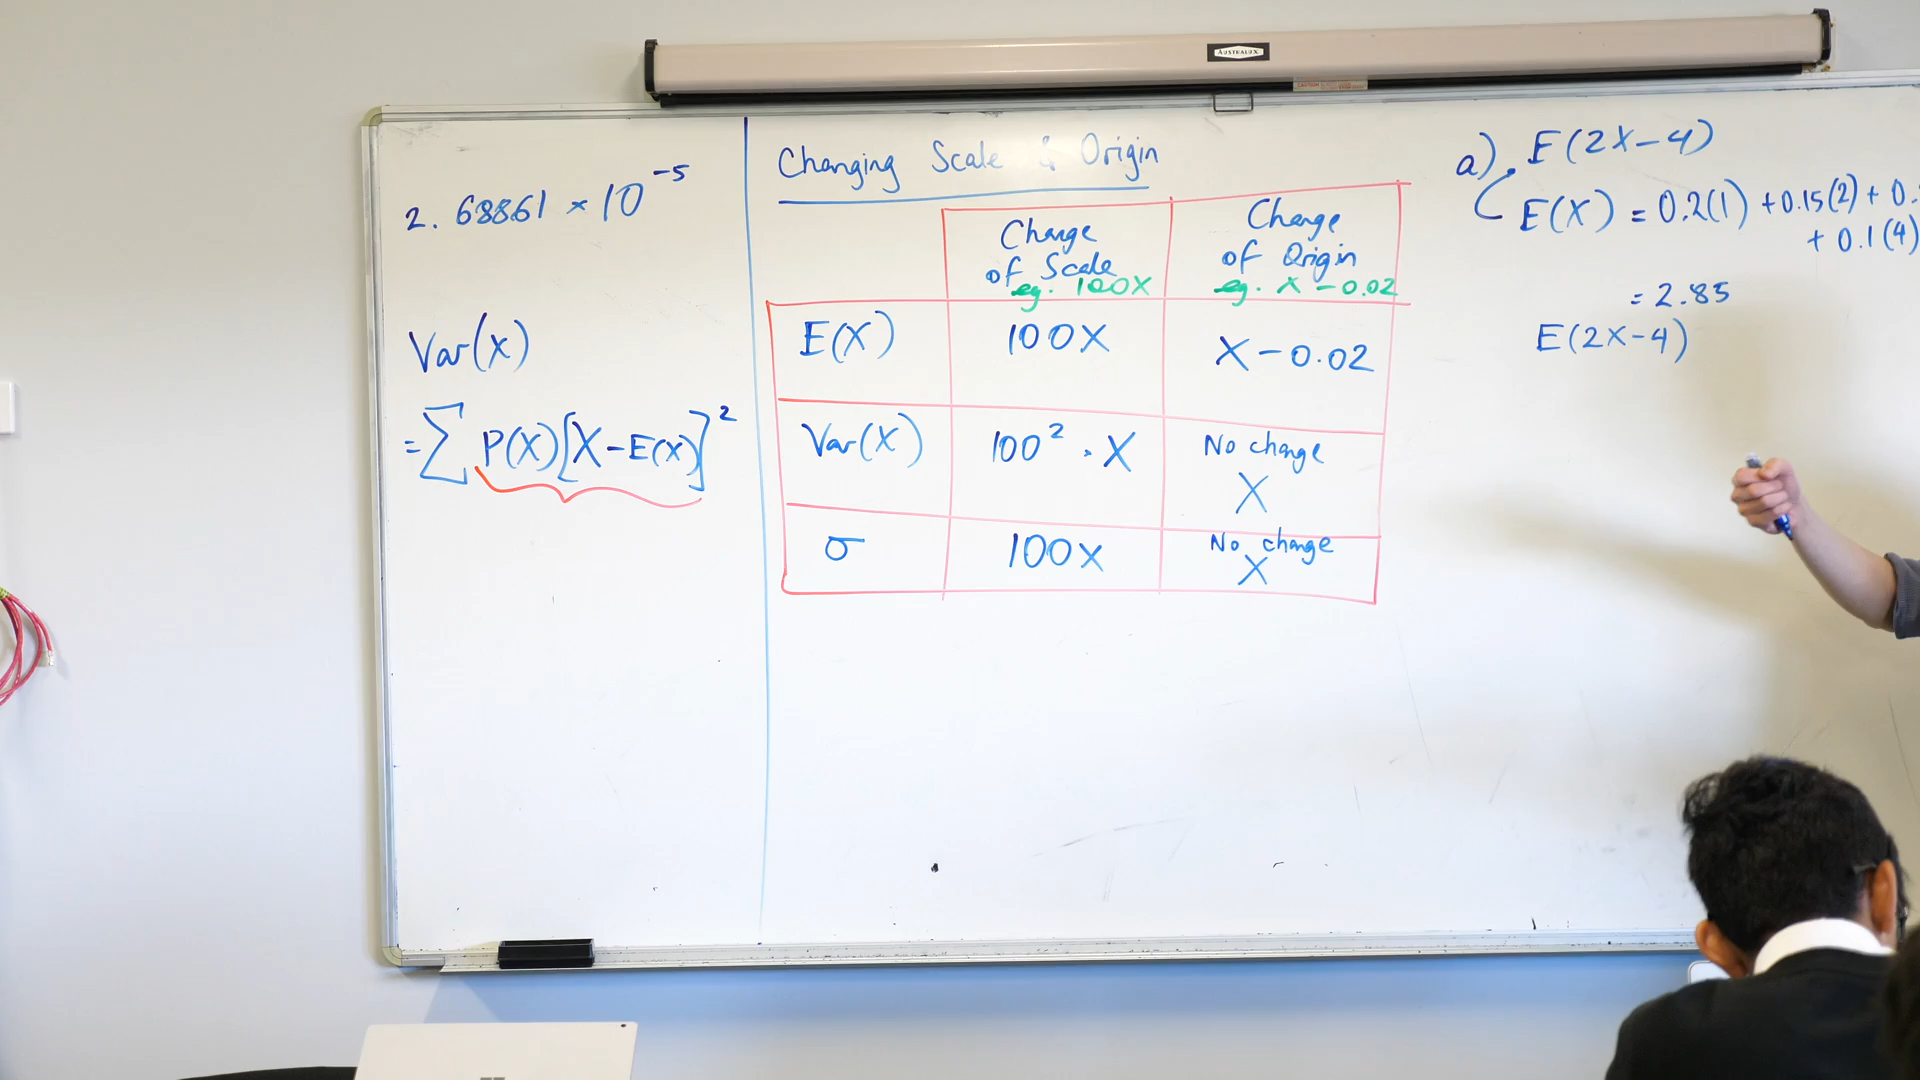 AUSTRALUX
2.68861 × 10⁻⁵
Var(x)
= ∑ P(X)[X-E(X)]²
Changing Scale & Origin
Change
of Scale
eg. 100X
Change
of Origin
eg. X - 0.02
E(X)
100X
X - 0.02
Var(X)
100² · X
No change
X
σ
100x
No change
X
a) E(2X-4)
E(X) = 0.2(1) + 0.15(2) + 0.
+ 0.1(4)
= 2.85
E(2X-4)